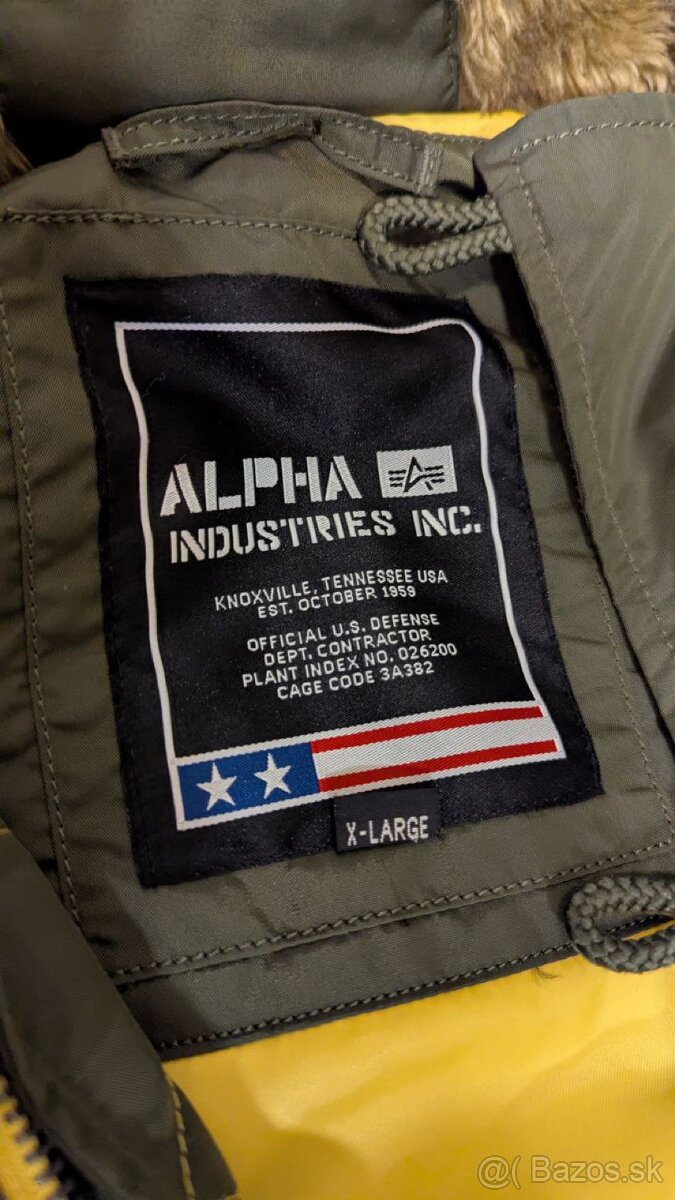 ALPHA
INDUSTRIES INC.
KNOXVILLE, TENNESSEE USA
EST. OCTOBER 1959
OFFICIAL U.S. DEFENSE
DEPT. CONTRACTOR
PLANT INDEX NO. 026200
CAGE CODE 3A382
X-LARGE
@( Bazos.sk